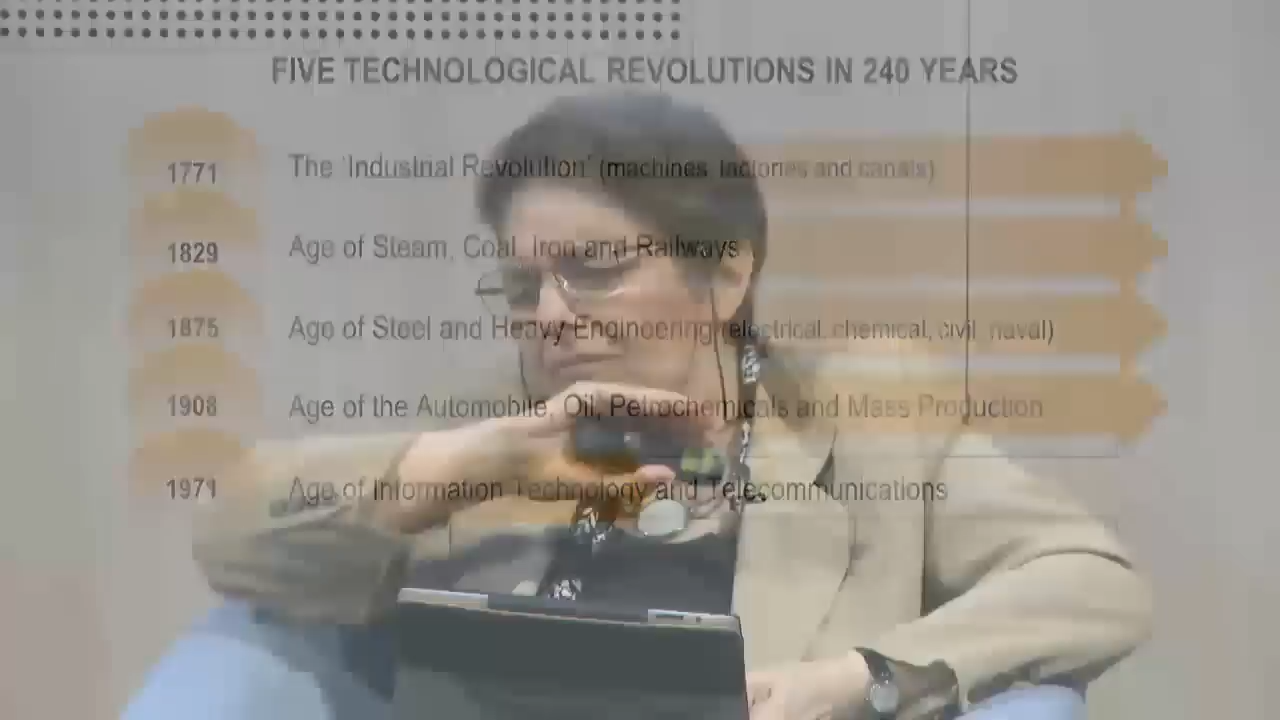 FIVE TECHNOLOGICAL REVOLUTIONS IN 240 YEARS
1771 The 'Industrial Revolution' (machines, factories and canals)
1829 Age of Steam, Coal, Iron and Railways
1875 Age of Steel and Heavy Engineering (electrical, chemical, civil, naval)
1908 Age of the Automobile, Oil, Petrochemicals and Mass Production
1971 Age of Information Technology and Telecommunications